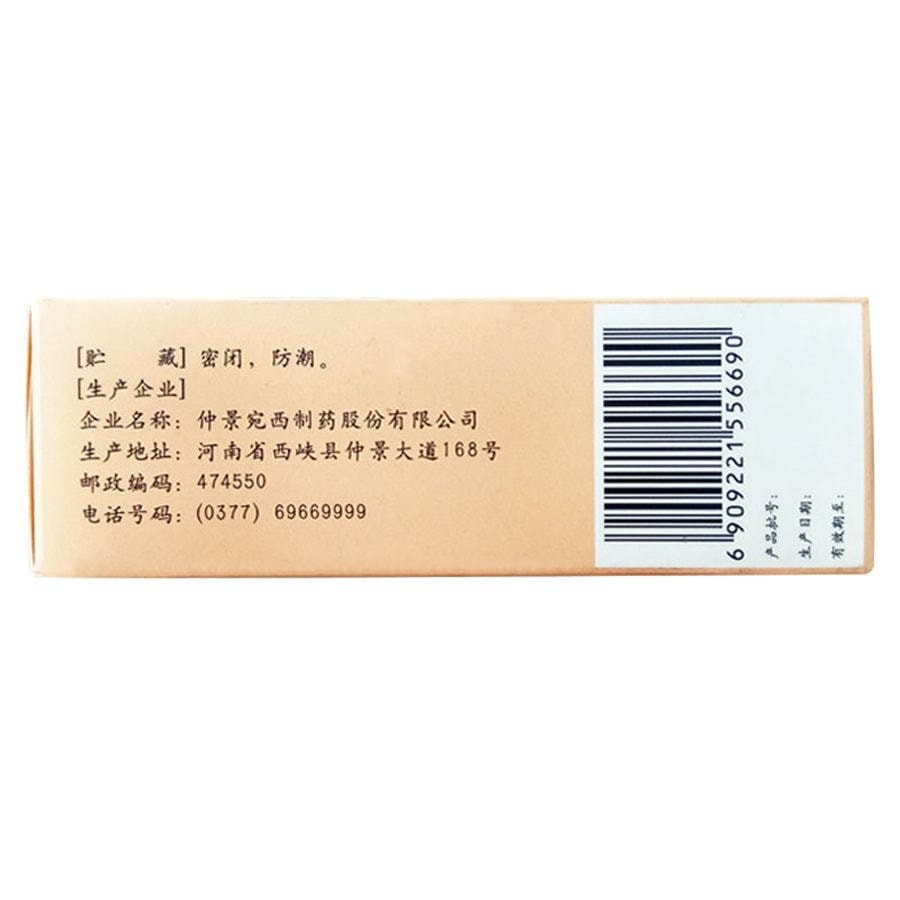 [贮　　藏] 密闭，防潮。
[生产企业]
企业名称：仲景宛西制药股份有限公司
生产地址：河南省西峡县仲景大道168号
邮政编码：474550
电话号码：(0377) 69669999
6 909221 556690
产品批号：
生产日期：
有效期至：